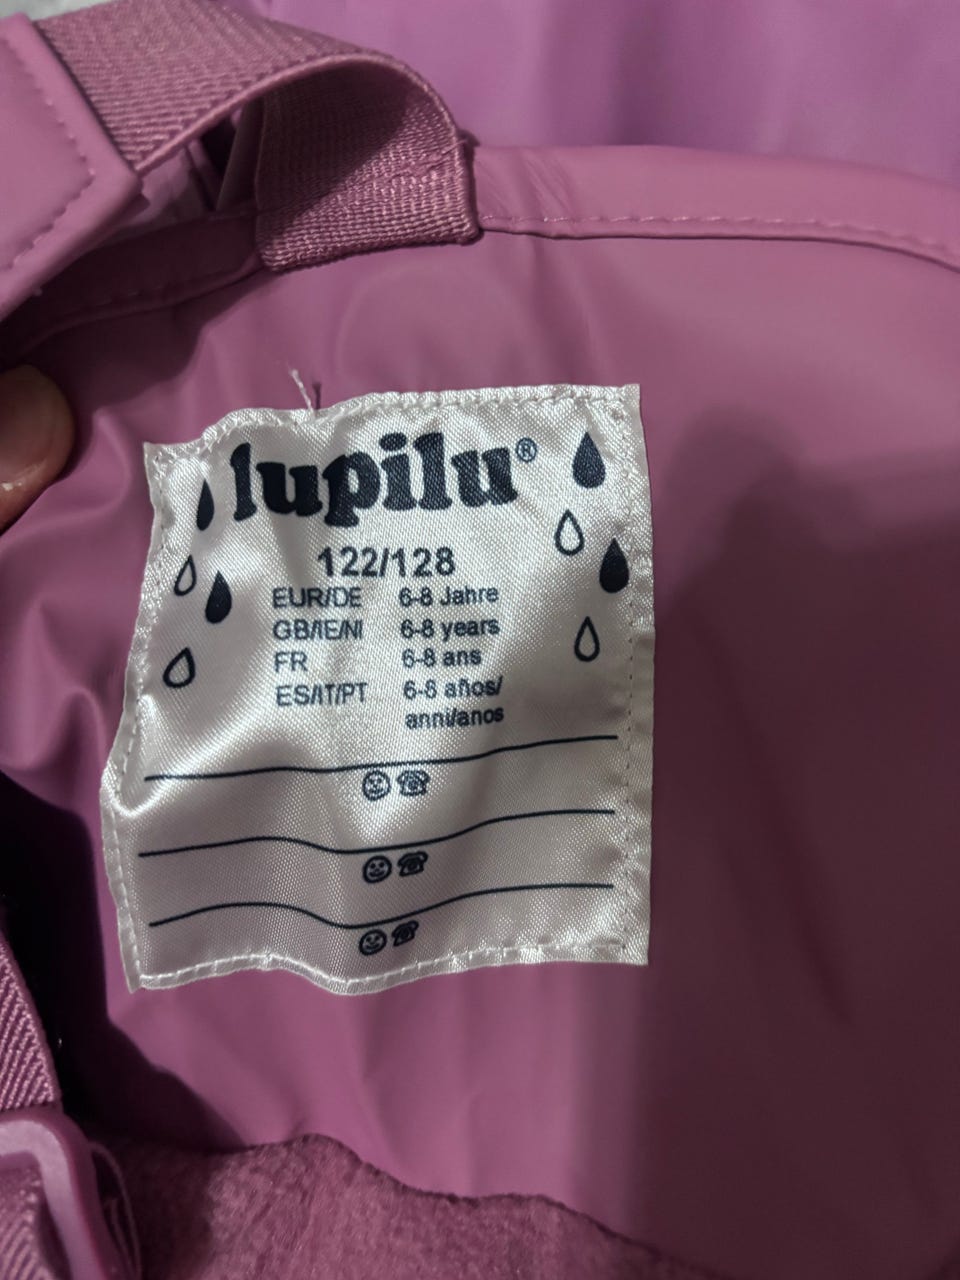 lupilu®
122/128
EUR/DE 6-8 Jahre
GB/IE/NI 6-8 years
FR 6-8 ans
ES/IT/PT 6-8 años/
anni/anos